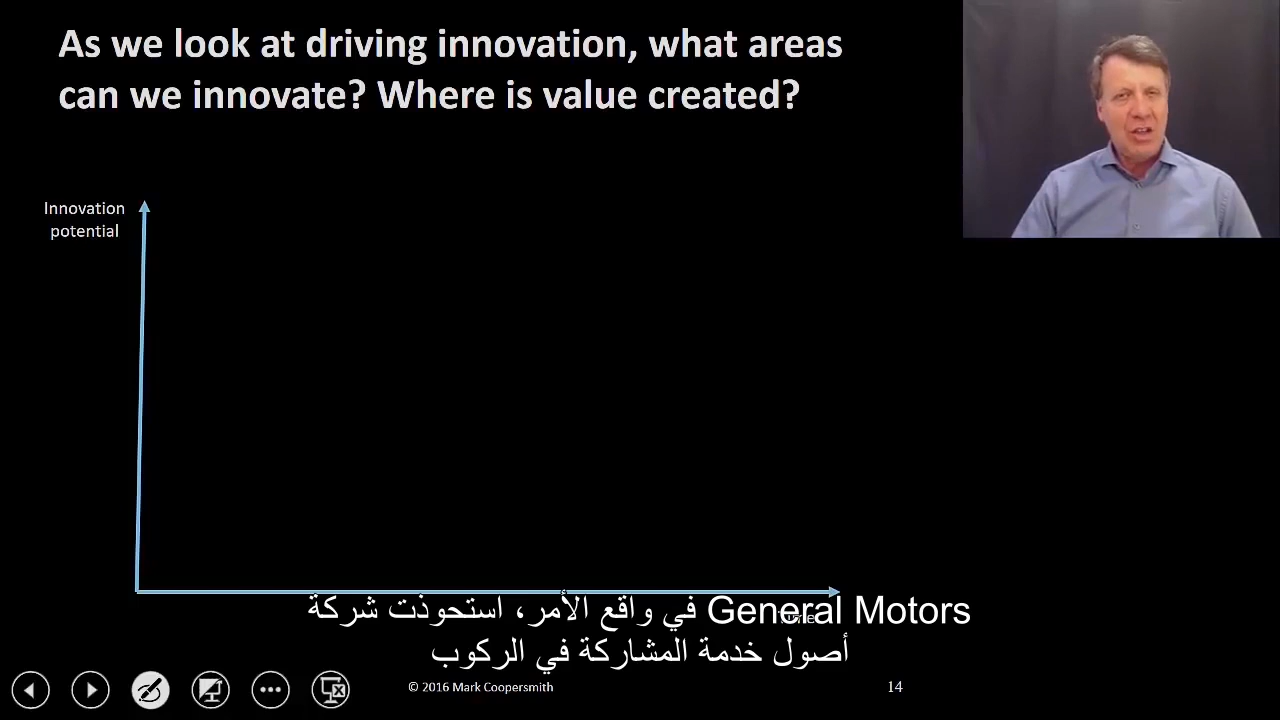 As we look at driving innovation, what areas
can we innovate? Where is value created?
Innovation
potential
في واقع الأمر، استحوذت شركة General Motors
أصول خدمة المشاركة في الركوب
© 2016 Mark Coopersmith
14